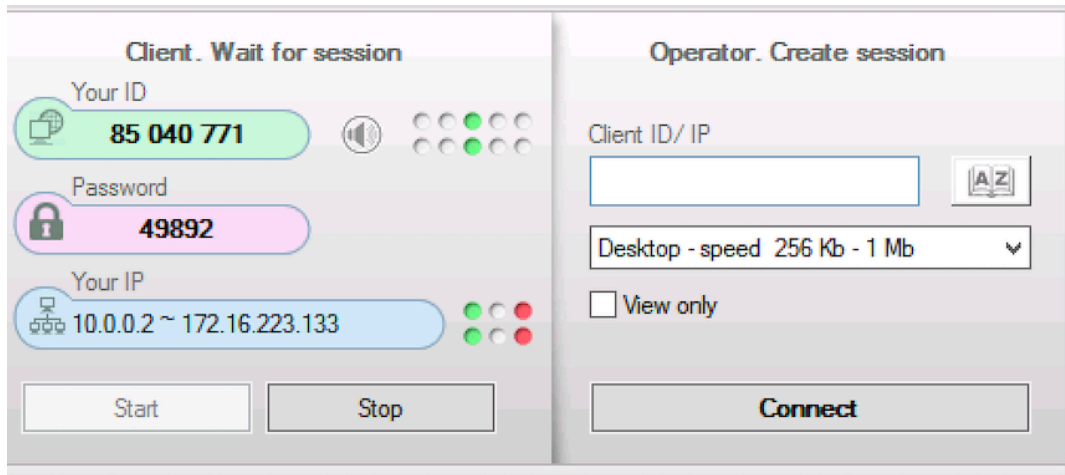 Client. Wait for session
Your ID
85 040 771
Password
49892
Your IP
10.0.0.2 ~ 172.16.223.133
Start
Stop
Operator. Create session
Client ID/ IP
AZ
Desktop - speed 256 Kb - 1 Mb
View only
Connect